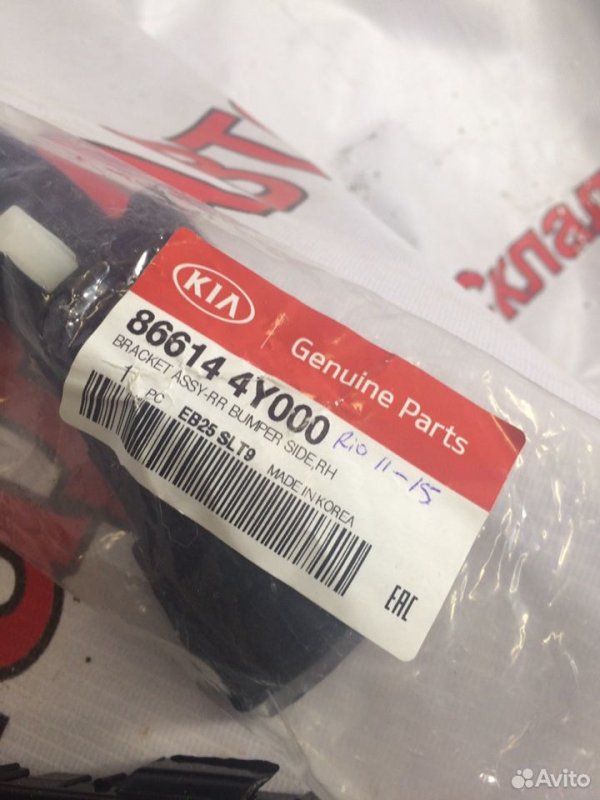 KIA
Genuine Parts
86614 4Y000
BRACKET ASSY-RR BUMPER SIDE,RH
1 PC EB25 SLT9 MADE IN KOREA
Rio 11-15
EAC
клад
Avito